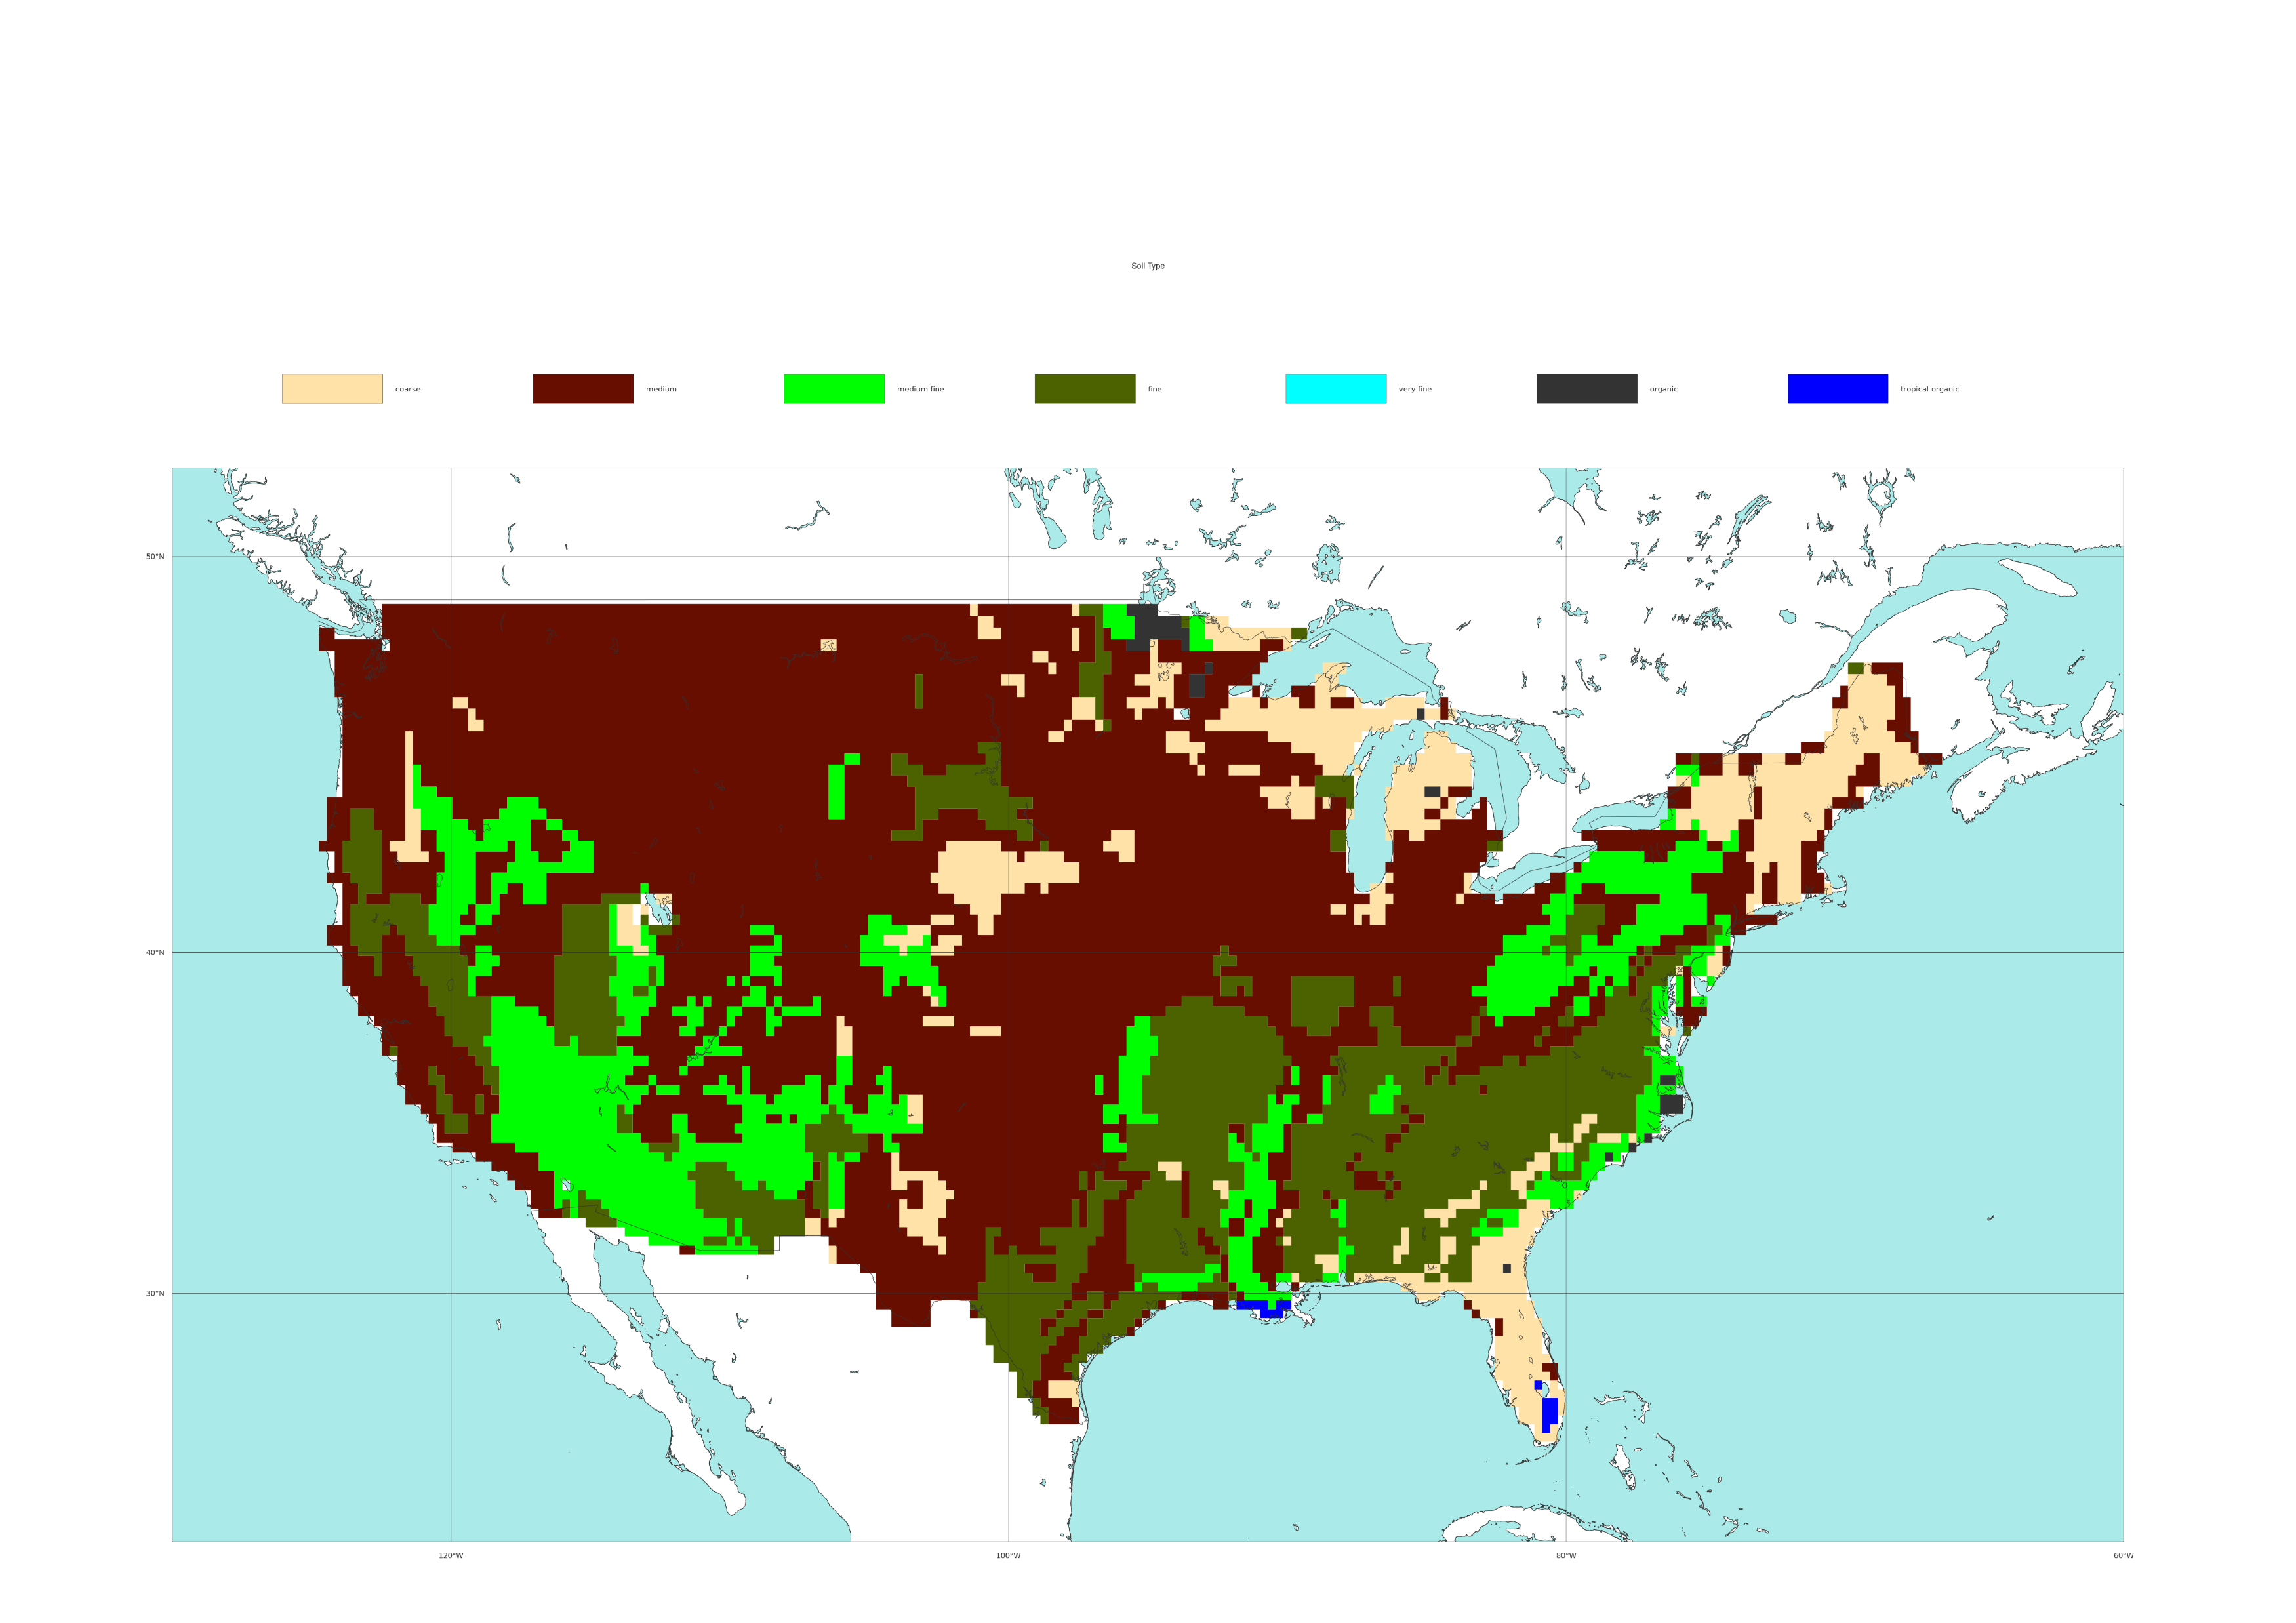 Soil Type
coarse medium medium fine fine very fine organic tropical organic
50°N
40°N
30°N
120°W 100°W 80°W 60°W